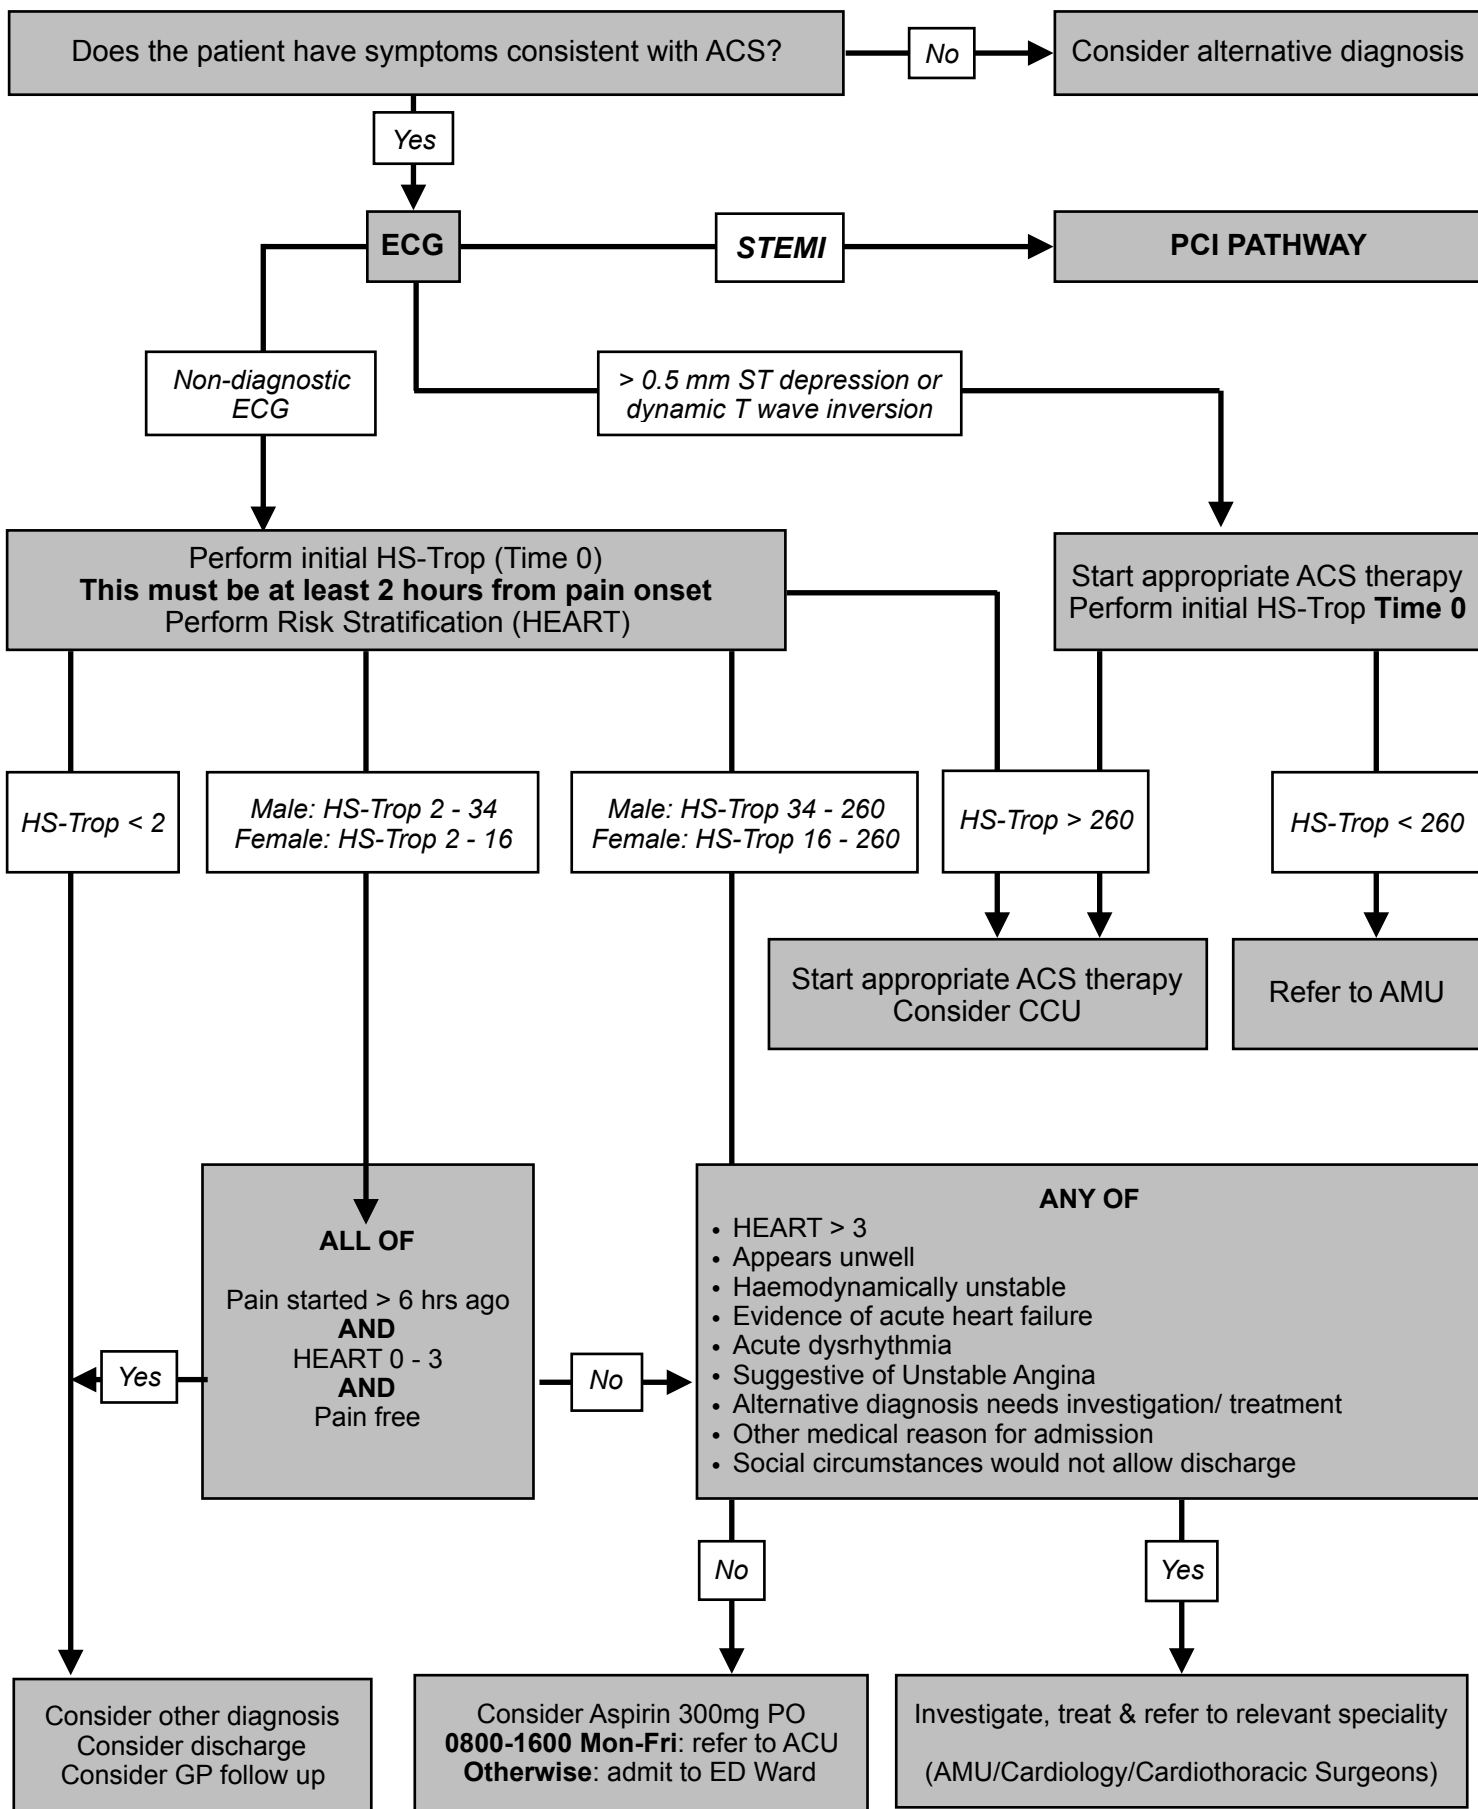 Does the patient have symptoms consistent with ACS?
No
Consider alternative diagnosis
Yes
ECG
STEMI
PCI PATHWAY
Non-diagnostic
ECG
> 0.5 mm ST depression or
dynamic T wave inversion
Perform initial HS-Trop (Time 0)
This must be at least 2 hours from pain onset
Perform Risk Stratification (HEART)
Start appropriate ACS therapy
Perform initial HS-Trop Time 0
HS-Trop < 2
Male: HS-Trop 2 - 34
Female: HS-Trop 2 - 16
Male: HS-Trop 34 - 260
Female: HS-Trop 16 - 260
HS-Trop > 260
HS-Trop < 260
Start appropriate ACS therapy
Consider CCU
Refer to AMU
ALL OF
Pain started > 6 hrs ago
AND
HEART 0 - 3
AND
Pain free
Yes
No
ANY OF
• HEART > 3
• Appears unwell
• Haemodynamically unstable
• Evidence of acute heart failure
• Acute dysrhythmia
• Suggestive of Unstable Angina
• Alternative diagnosis needs investigation/ treatment
• Other medical reason for admission
• Social circumstances would not allow discharge
No
Yes
Consider other diagnosis
Consider discharge
Consider GP follow up
Consider Aspirin 300mg PO
0800-1600 Mon-Fri: refer to ACU
Otherwise: admit to ED Ward
Investigate, treat & refer to relevant speciality
(AMU/Cardiology/Cardiothoracic Surgeons)